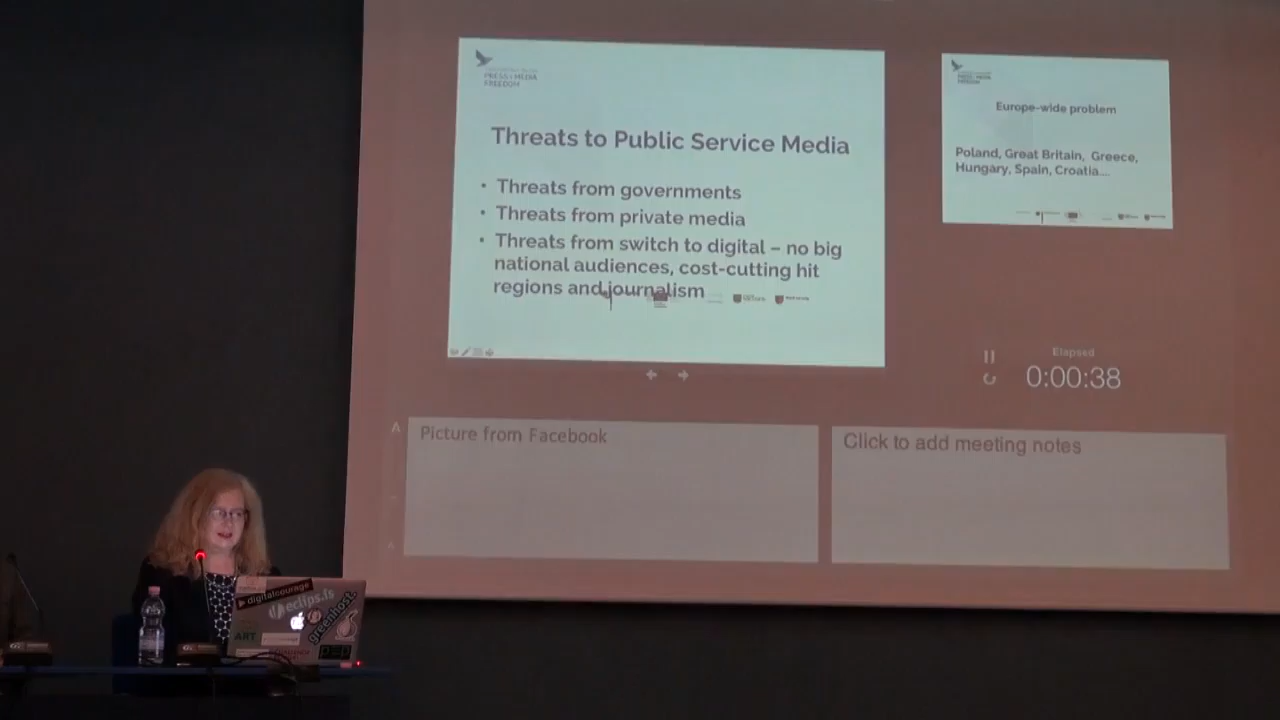 PRESS & MEDIA
FREEDOM
Threats to Public Service Media
• Threats from governments
• Threats from private media
• Threats from switch to digital – no big
national audiences, cost-cutting hit
regions and journalism
PRESS & MEDIA
FREEDOM
Europe-wide problem
Poland, Great Britain, Greece,
Hungary, Spain, Croatia....
Elapsed
0:00:38
A
Picture from Facebook
Click to add meeting notes
digitalcourage
eclips.is
greenhost
ART